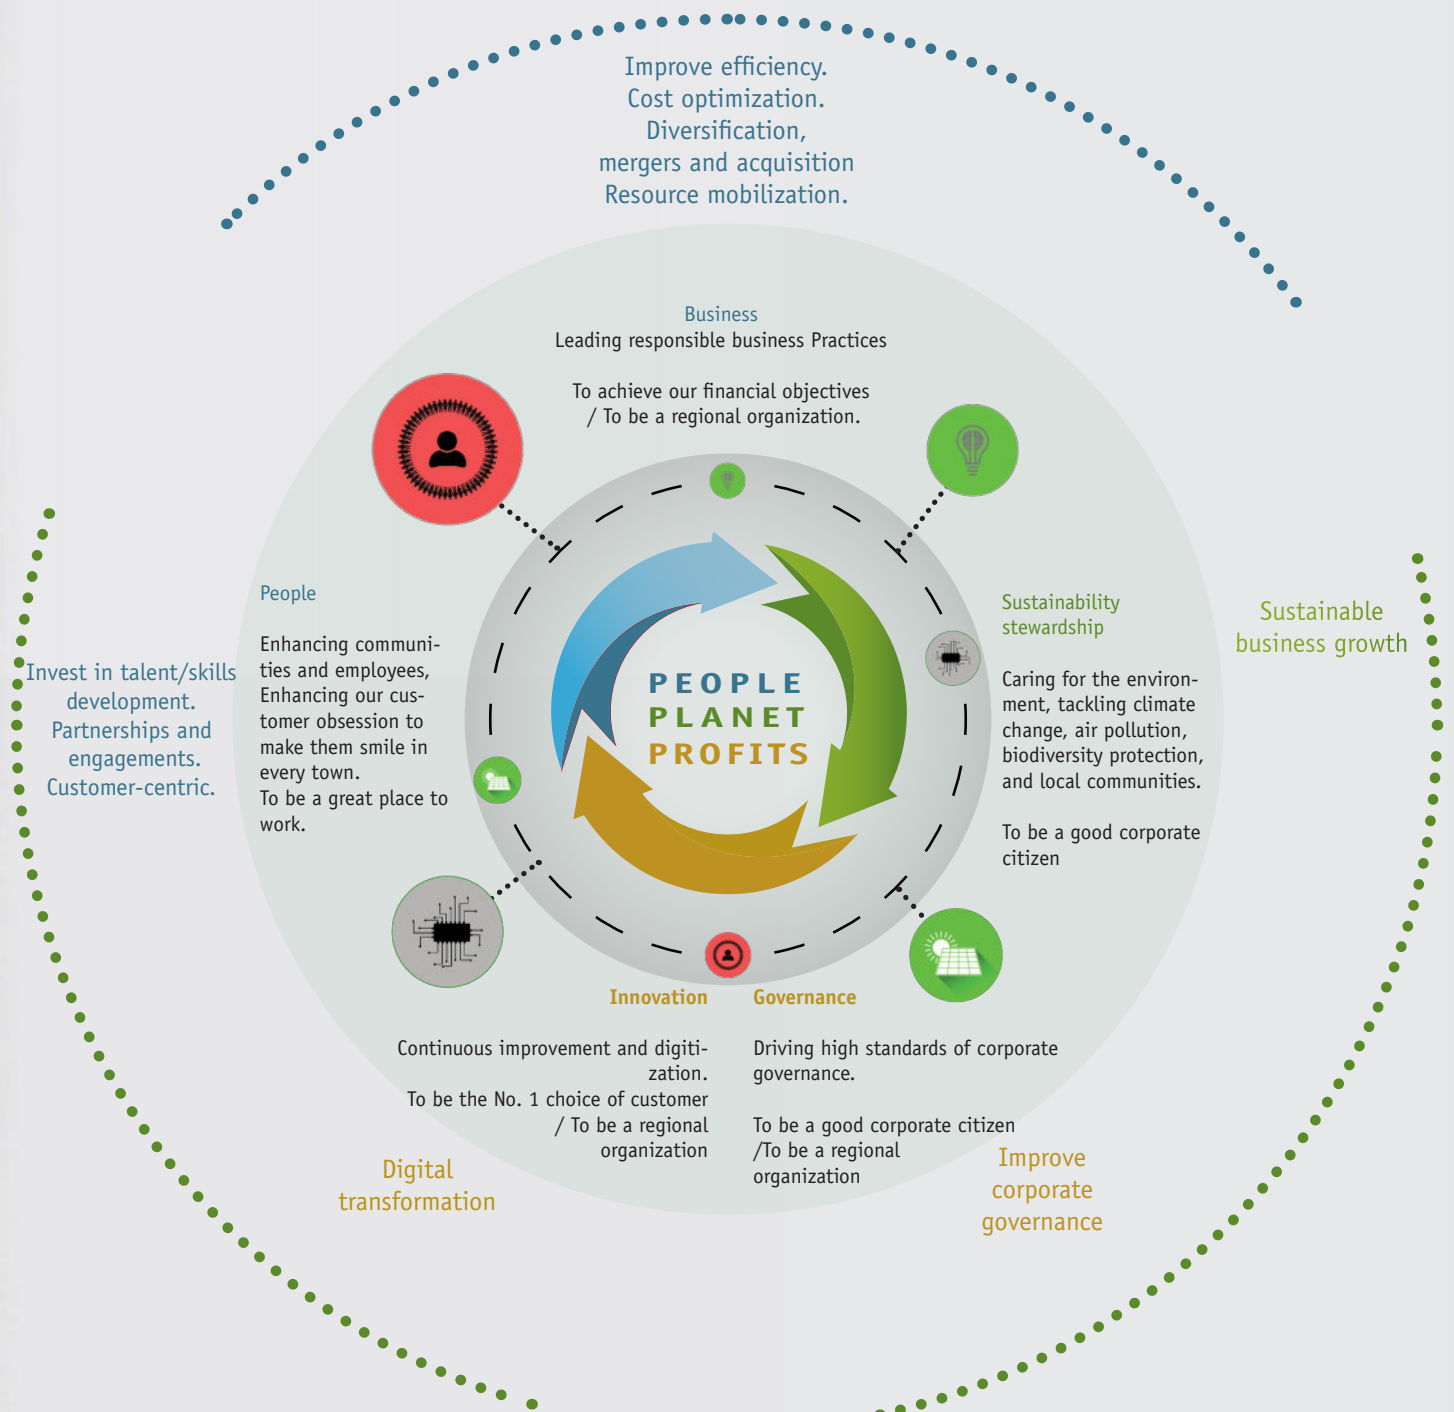 Improve efficiency.
Cost optimization.
Diversification,
mergers and acquisition
Resource mobilization.
Business
Leading responsible business Practices
To achieve our financial objectives
/ To be a regional organization.
People
Enhancing communi-
ties and employees,
Enhancing our cus-
tomer obsession to
make them smile in
every town.
To be a great place to
work.
Invest in talent/skills
development.
Partnerships and
engagements.
Customer-centric.
PEOPLE
PLANET
PROFITS
Sustainability
stewardship
Caring for the environ-
ment, tackling climate
change, air pollution,
biodiversity protection,
and local communities.
To be a good corporate
citizen
Sustainable
business growth
Innovation
Continuous improvement and digiti-
zation.
To be the No. 1 choice of customer
/ To be a regional
organization
Governance
Driving high standards of corporate
governance.
To be a good corporate citizen
/To be a regional
organization
Digital
transformation
Improve
corporate
governance